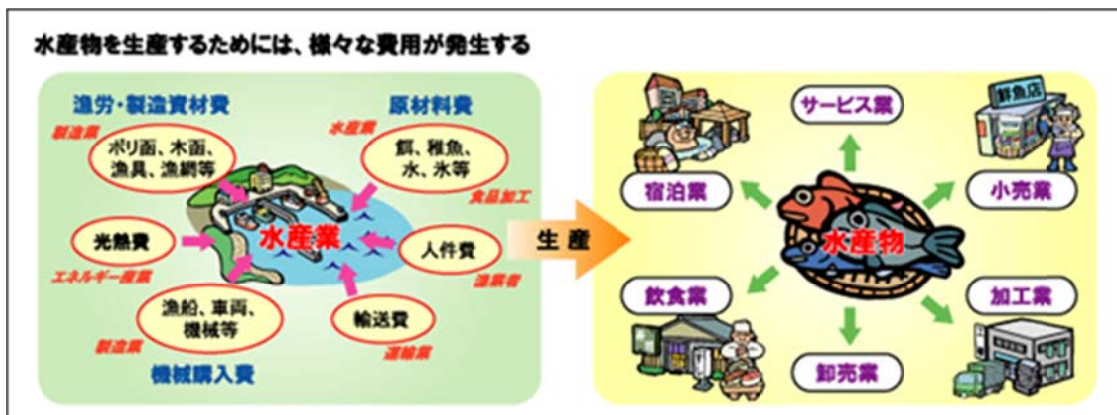 水産物を生産するためには、様々な費用が発生する
漁労・製造資材費
製造業
ポリ函、木函、
漁具、漁網等
原材料費
水産業
餌、稚魚、
水、氷等
食品加工
光熱費
エネルギー産業
水産業
人件費
漁業者
漁船、車両、
機械等
製造業
機械購入費
輸送費
運輸業
生産
サービス業
鮮魚店
宿泊業
小売業
水産物
飲食業
加工業
卸売業